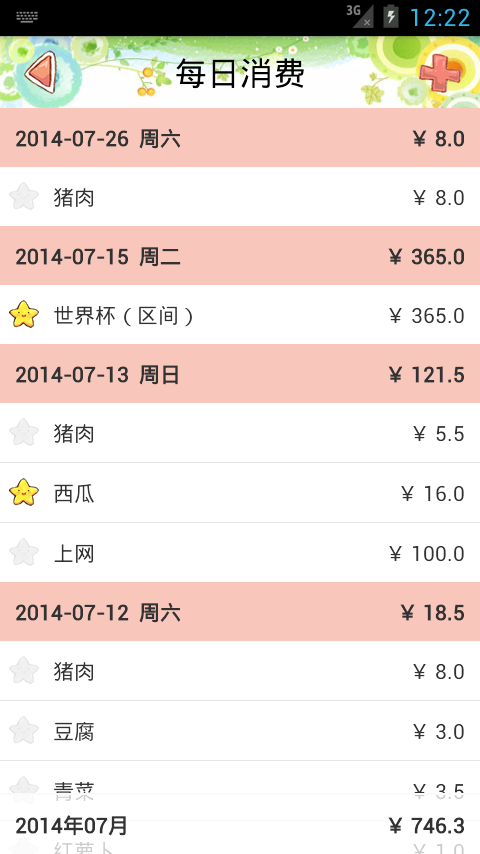 3G 12:22
每日消费
2014-07-26 周六 ￥ 8.0
猪肉 ￥ 8.0
2014-07-15 周二 ￥ 365.0
世界杯（区间） ￥ 365.0
2014-07-13 周日 ￥ 121.5
猪肉 ￥ 5.5
西瓜 ￥ 16.0
上网 ￥ 100.0
2014-07-12 周六 ￥ 18.5
猪肉 ￥ 8.0
豆腐 ￥ 3.0
青菜 ￥ 3.5
2014年07月 ￥ 746.3
红萝卜 ￥ 1.0